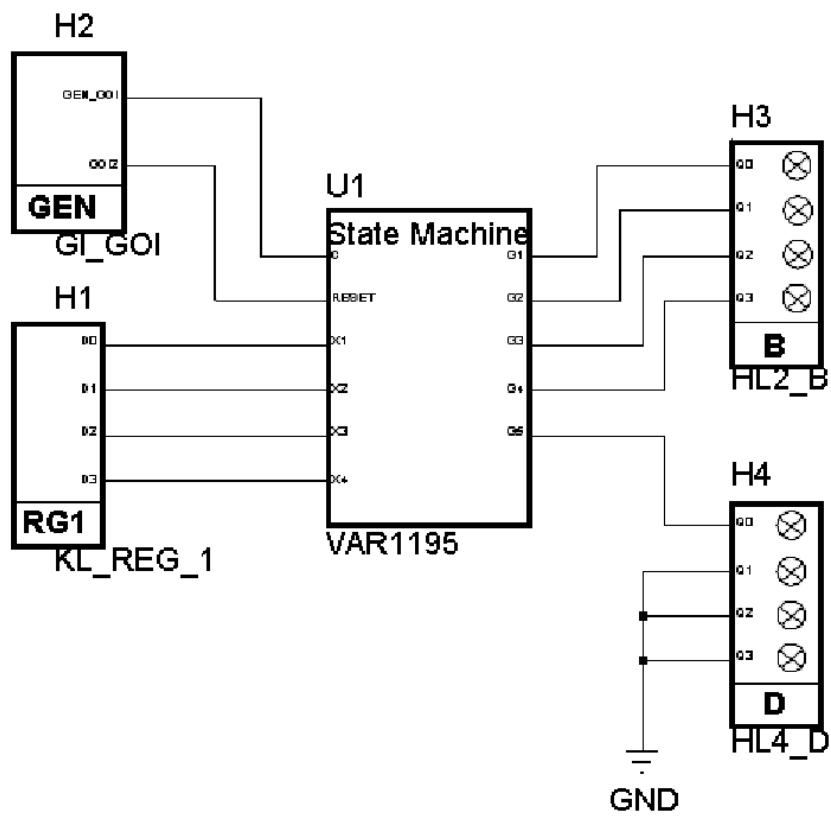 H2
GEN_GOI
GOI2
GEN
GI_GOI
H1
D0
D1
D2
D3
RG1
KL_REG_1
U1
State Machine
C
RESET
X1
X2
X3
X4
G1
G2
G3
G4
G5
VAR1195
H3
Q0
Q1
Q2
Q3
B
HL2_B
H4
Q0
Q1
Q2
Q3
D
HL4_D
GND